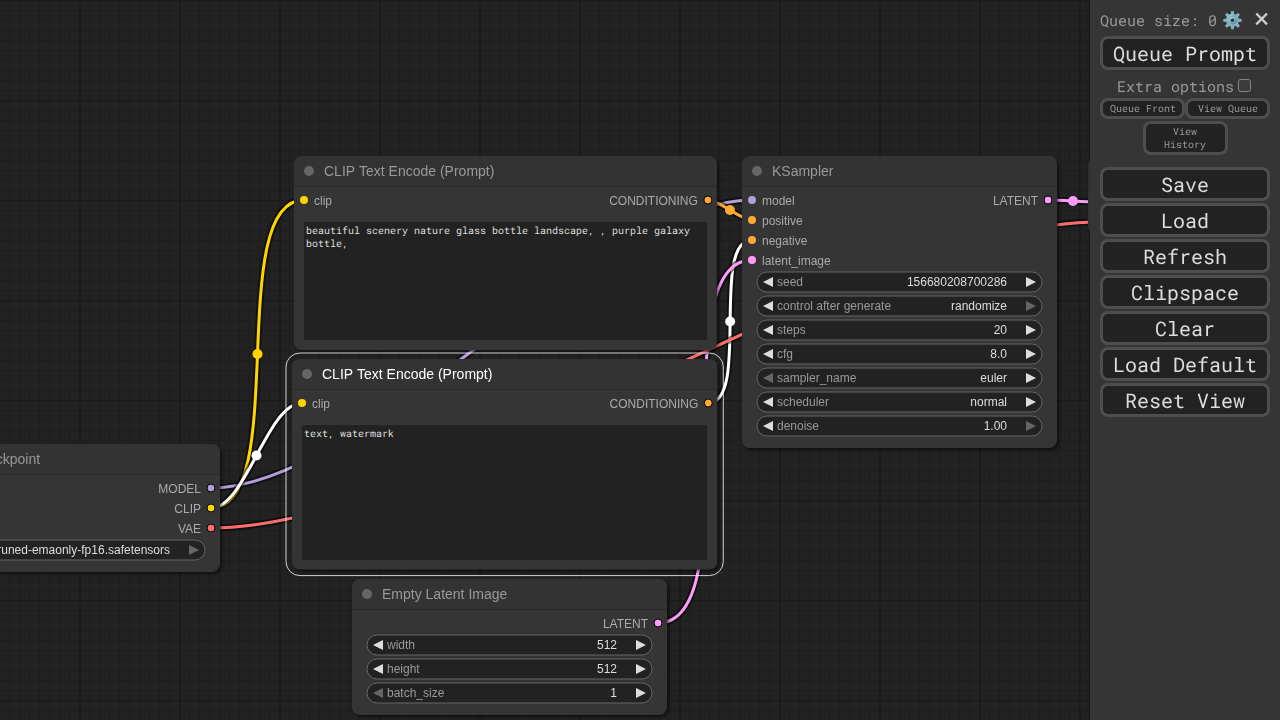 Queue size: 0
Queue Prompt
Extra options
Queue Front
View Queue
View
History
Save
Load
Refresh
Clipspace
Clear
Load Default
Reset View
CLIP Text Encode (Prompt)
clip
CONDITIONING
beautiful scenery nature glass bottle landscape, , purple galaxy
bottle,
CLIP Text Encode (Prompt)
clip
CONDITIONING
text, watermark
KSampler
model
LATENT
positive
negative
latent_image
seed 156680208700286
control after generate randomize
steps 20
cfg 8.0
sampler_name euler
scheduler normal
denoise 1.00
ckpoint
MODEL
CLIP
VAE
runed-emaonly-fp16.safetensors
Empty Latent Image
LATENT
width 512
height 512
batch_size 1